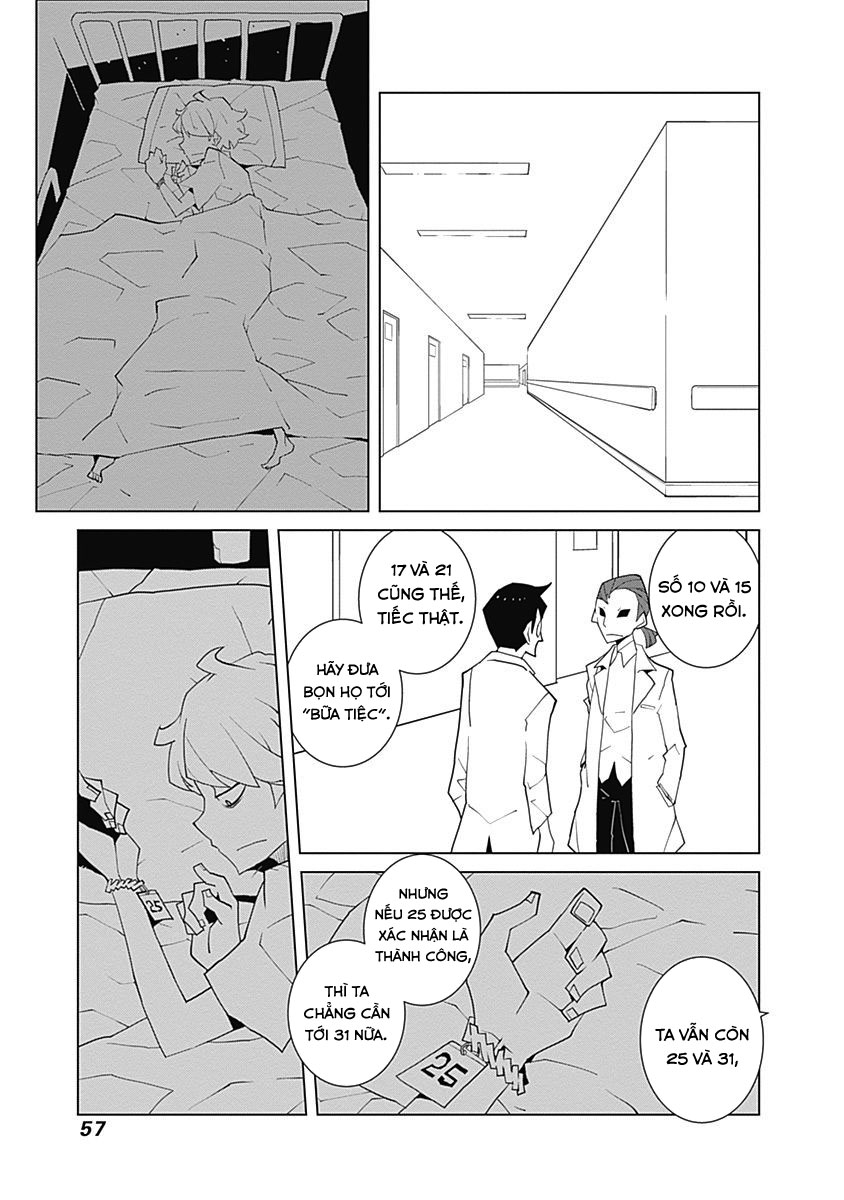 SỐ 10 VÀ 15
XONG RỒI.
17 VÀ 21
CŨNG THẾ,
TIẾC THẬT.
HÃY ĐƯA
BỌN HỌ TỚI
“BỮA TIỆC”.
25
TA VẪN CÒN
25 VÀ 31,
NHƯNG
NẾU 25 ĐƯỢC
XÁC NHẬN LÀ
THÀNH CÔNG,
THÌ TA
CHẲNG CẦN
TỚI 31 NỮA.
25
57